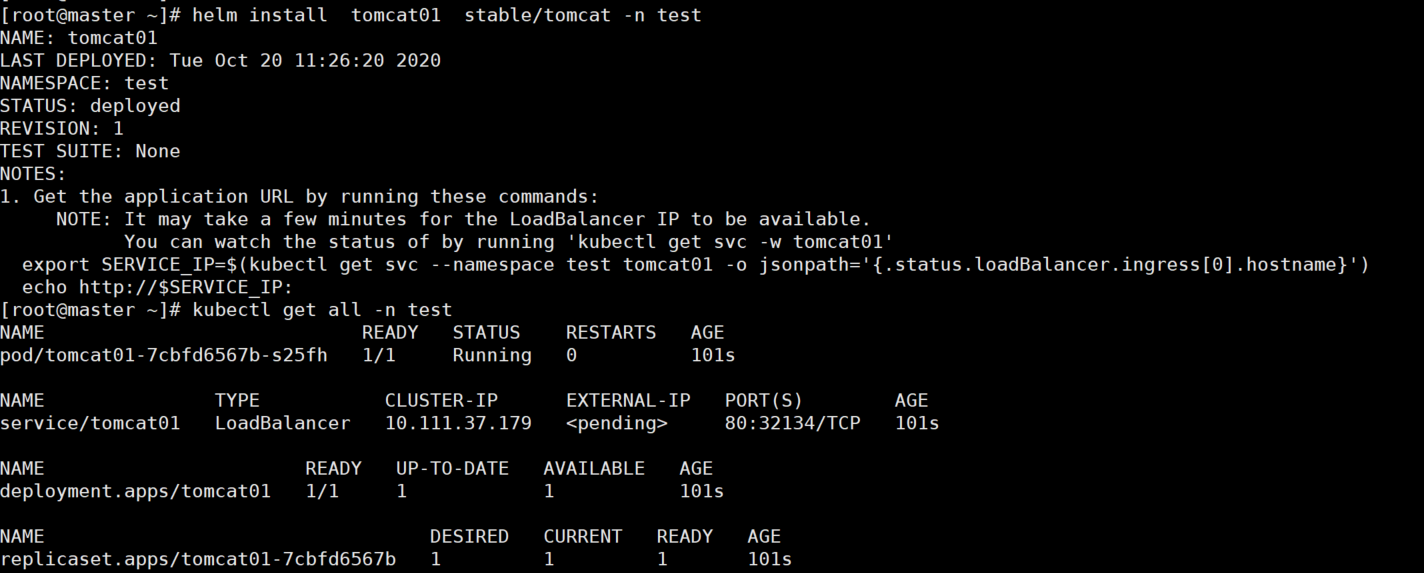 [root@master ~]# helm install  tomcat01  stable/tomcat -n test
NAME: tomcat01
LAST DEPLOYED: Tue Oct 20 11:26:20 2020
NAMESPACE: test
STATUS: deployed
REVISION: 1
TEST SUITE: None
NOTES:
1. Get the application URL by running these commands:
     NOTE: It may take a few minutes for the LoadBalancer IP to be available.
           You can watch the status of by running 'kubectl get svc -w tomcat01'
  export SERVICE_IP=$(kubectl get svc --namespace test tomcat01 -o jsonpath='{.status.loadBalancer.ingress[0].hostname}')
  echo http://$SERVICE_IP:
[root@master ~]# kubectl get all -n test
NAME                            READY   STATUS    RESTARTS   AGE
pod/tomcat01-7cbfd6567b-s25fh   1/1     Running   0          101s

NAME               TYPE           CLUSTER-IP      EXTERNAL-IP   PORT(S)        AGE
service/tomcat01   LoadBalancer   10.111.37.179   <pending>     80:32134/TCP   101s

NAME                       READY   UP-TO-DATE   AVAILABLE   AGE
deployment.apps/tomcat01   1/1     1            1           101s

NAME                                  DESIRED   CURRENT   READY   AGE
replicaset.apps/tomcat01-7cbfd6567b   1         1         1       101s